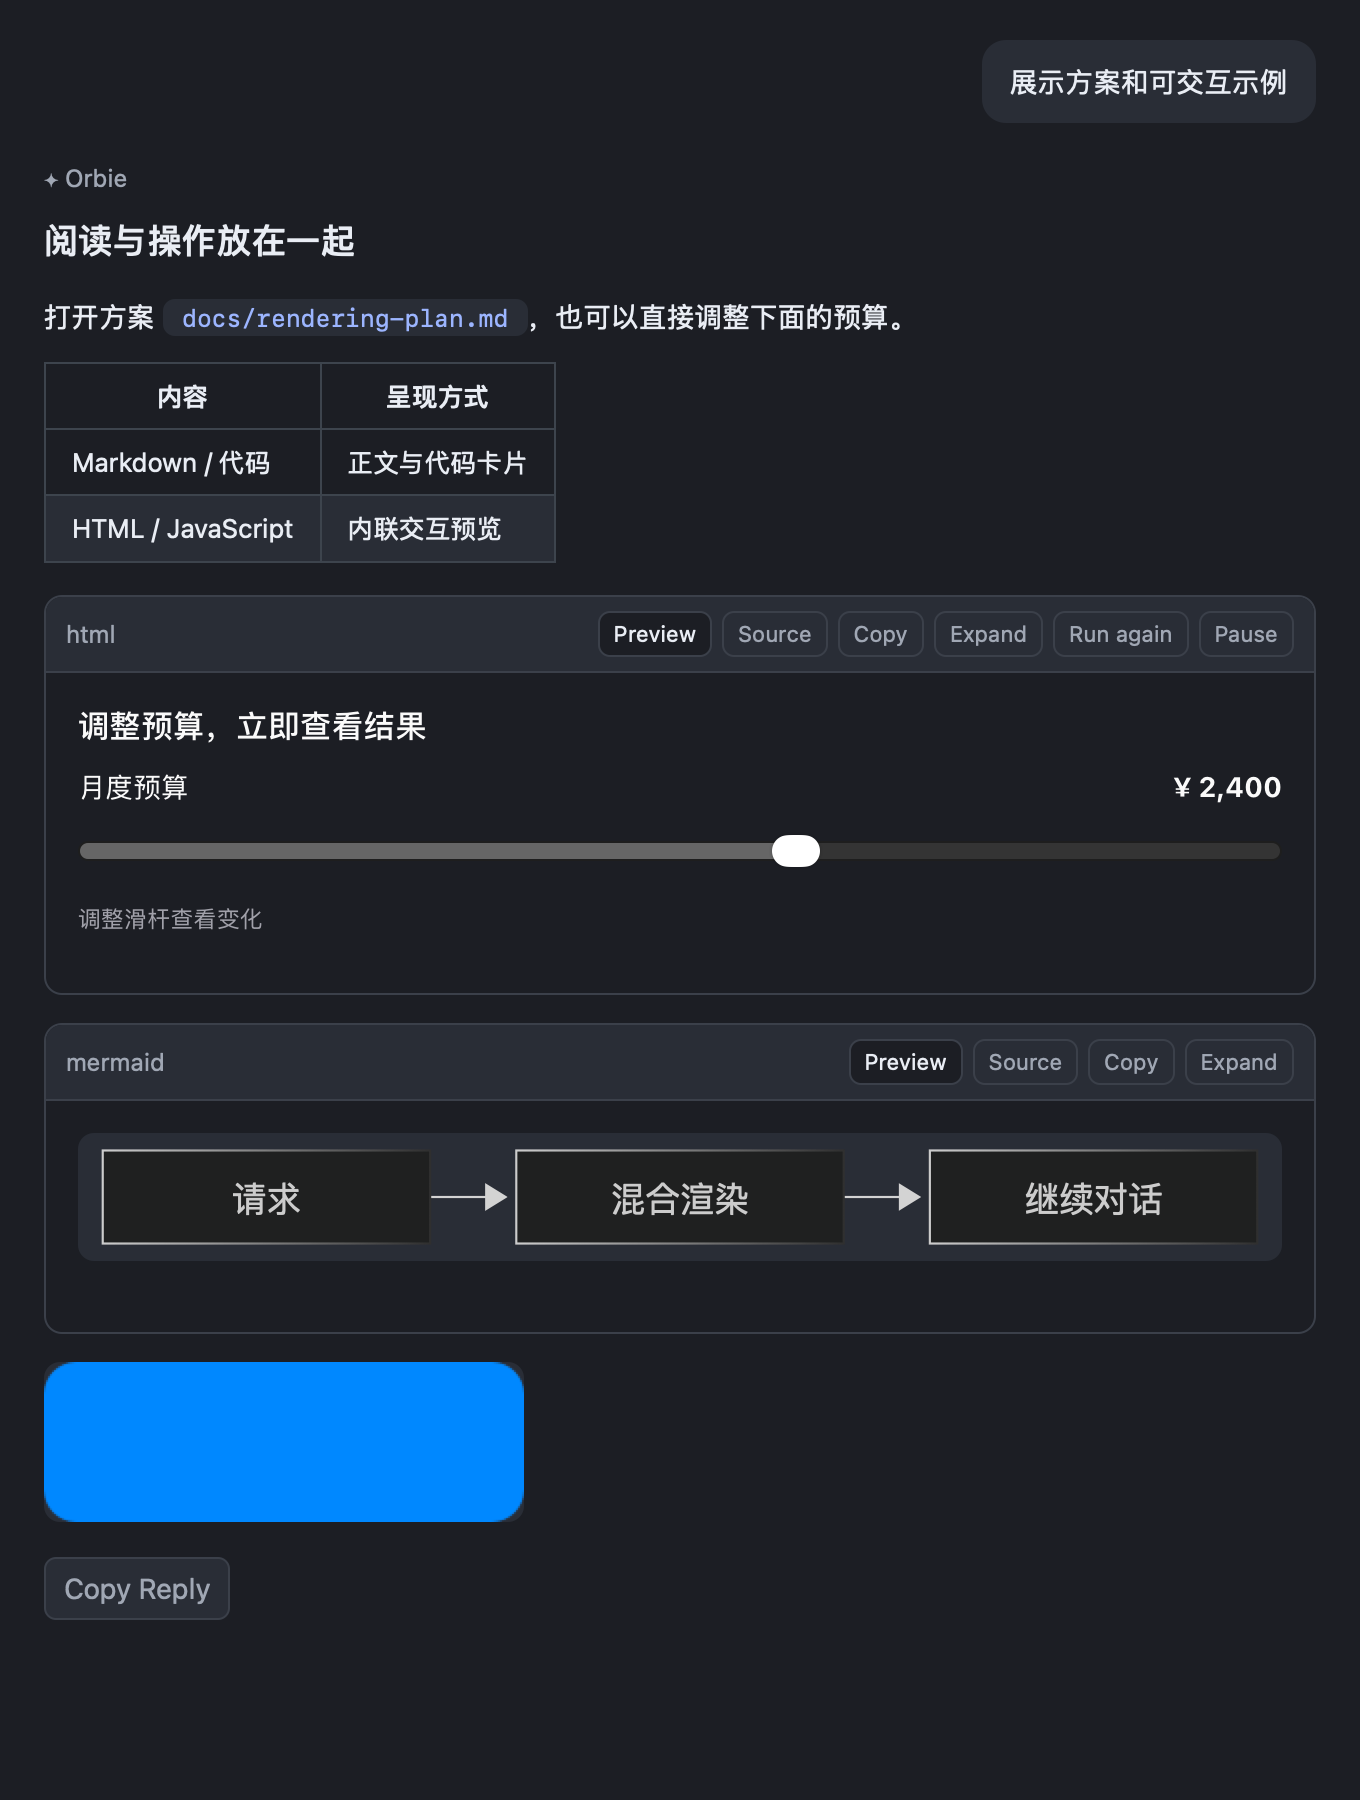 展示方案和可交互示例
✦ Orbie
阅读与操作放在一起
打开方案 docs/rendering-plan.md，也可以直接调整下面的预算。
内容 呈现方式
Markdown / 代码 正文与代码卡片
HTML / JavaScript 内联交互预览
html Preview Source Copy Expand Run again Pause
调整预算，立即查看结果
月度预算 ¥ 2,400
调整滑杆查看变化
mermaid Preview Source Copy Expand
请求 混合渲染 继续对话
Copy Reply